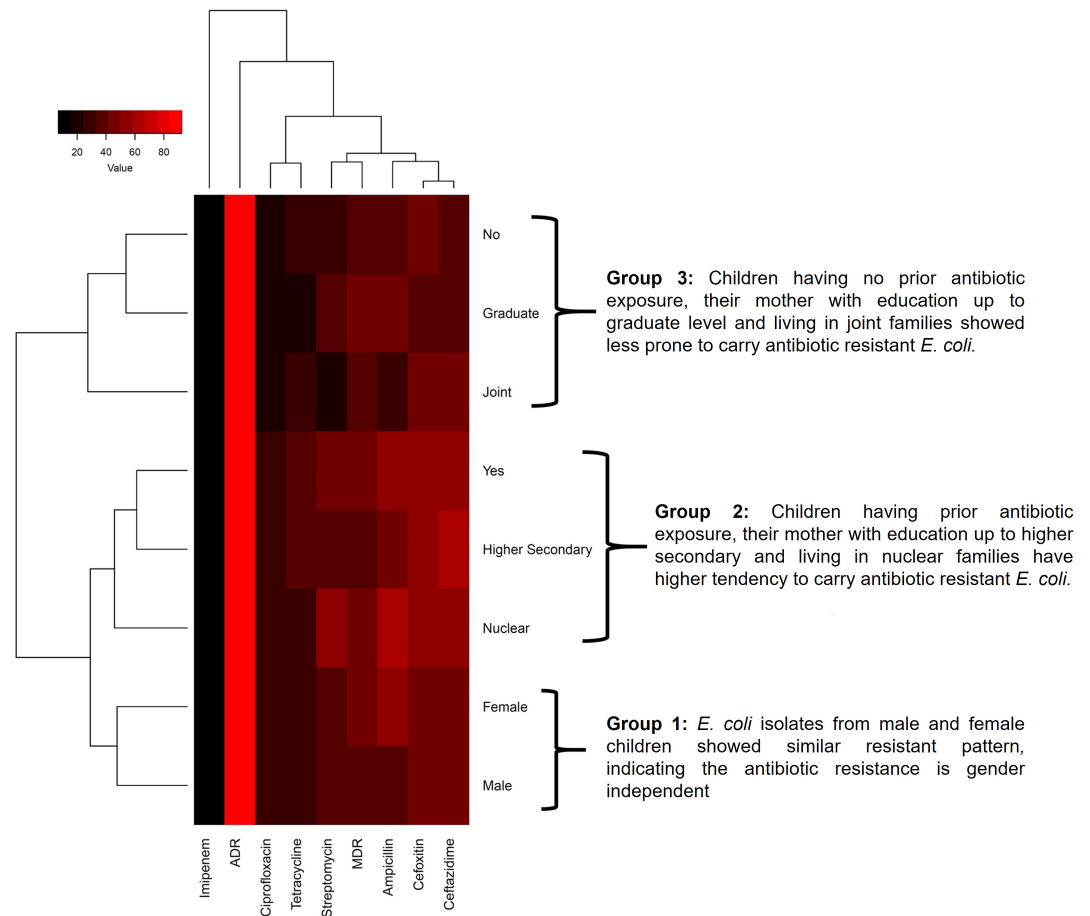 20 40 60 80
Value
No
Graduate
Joint
Yes
Higher Secondary
Nuclear
Female
Male
Group 3: Children having no prior antibiotic
exposure, their mother with education up to
graduate level and living in joint families showed
less prone to carry antibiotic resistant E. coli.
Group 2: Children having prior antibiotic
exposure, their mother with education up to higher
secondary and living in nuclear families have
higher tendency to carry antibiotic resistant E. coli.
Group 1: E. coli isolates from male and female
children showed similar resistant pattern,
indicating the antibiotic resistance is gender
independent
Imipenem
ADR
Ciprofloxacin
Tetracycline
Streptomycin
MDR
Ampicillin
Cefoxitin
Ceftazidime